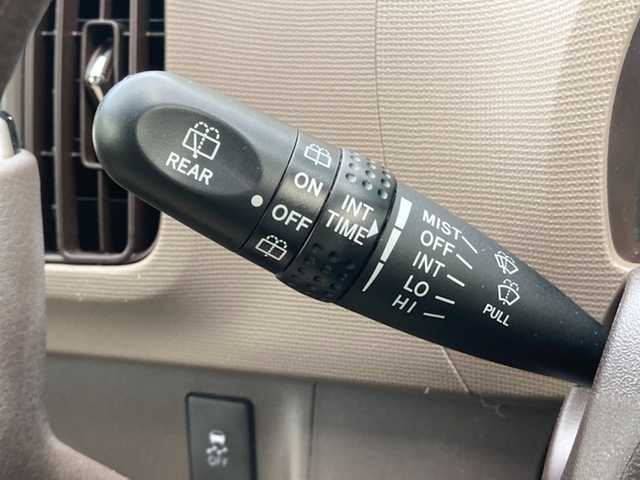 REAR
ON
OFF
INT
TIME
MIST
OFF
INT
LO
HI
PULL
OFF